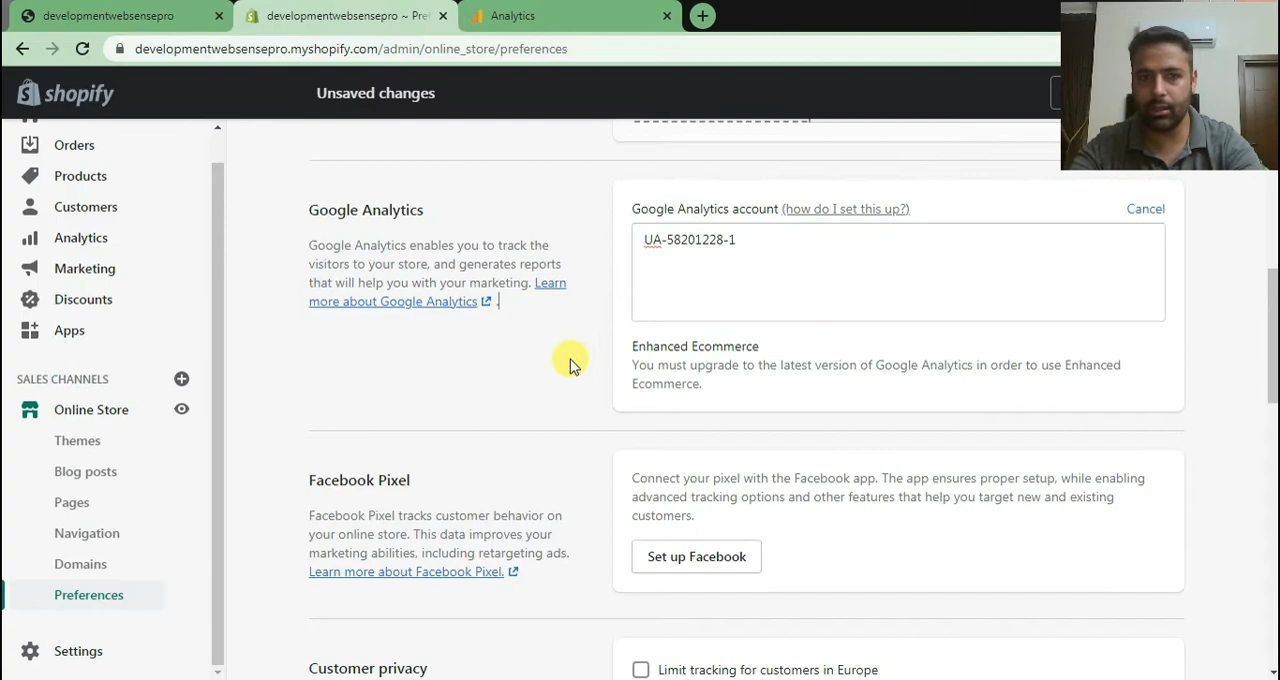 developmentwebsensepro
developmentwebsensepro ~ Pref
Analytics
developmentwebsensepro.myshopify.com/admin/online_store/preferences
shopify
Unsaved changes
Orders
Products
Customers
Analytics
Marketing
Discounts
Apps
SALES CHANNELS
Online Store
Themes
Blog posts
Pages
Navigation
Domains
Preferences
Settings
Google Analytics
Google Analytics enables you to track the
visitors to your store, and generates reports
that will help you with your marketing. Learn
more about Google Analytics .
Google Analytics account (how do I set this up?)
Cancel
UA-58201228-1
Enhanced Ecommerce
You must upgrade to the latest version of Google Analytics in order to use Enhanced
Ecommerce.
Facebook Pixel
Facebook Pixel tracks customer behavior on
your online store. This data improves your
marketing abilities, including retargeting ads.
Learn more about Facebook Pixel.
Connect your pixel with the Facebook app. The app ensures proper setup, while enabling
advanced tracking options and other features that help you target new and existing
customers.
Set up Facebook
Customer privacy
Limit tracking for customers in Europe